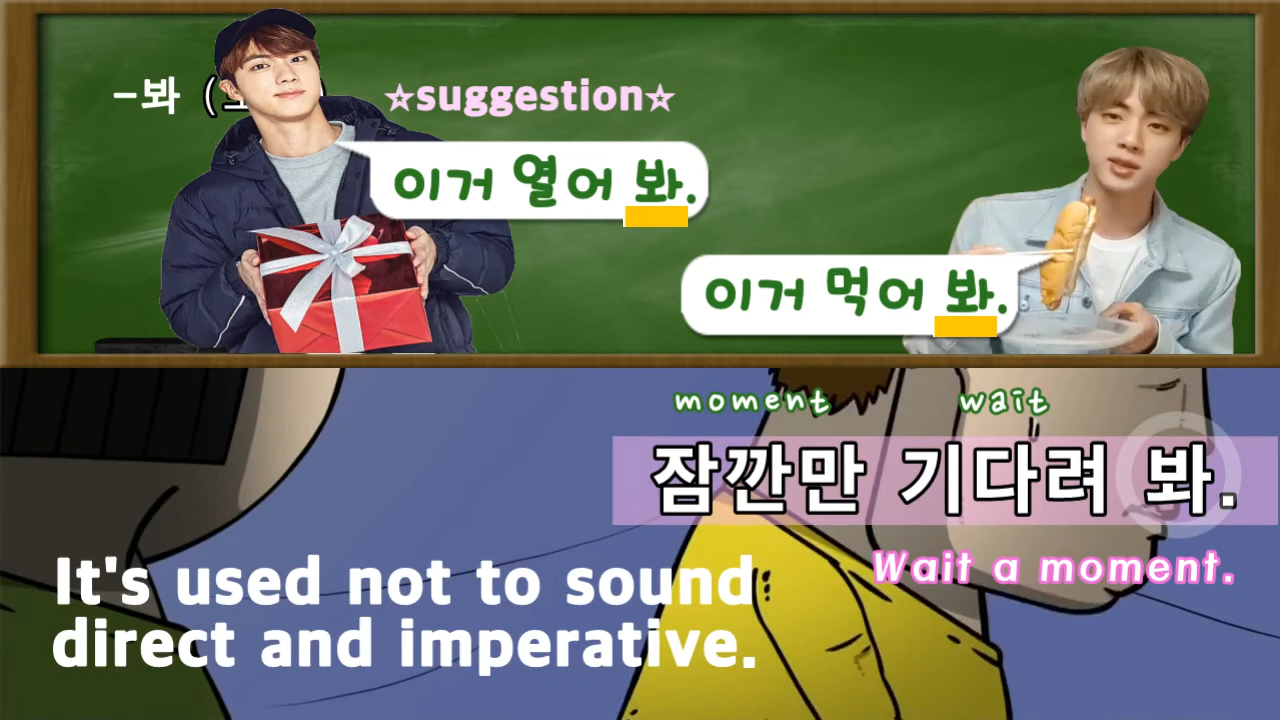 -봐 (
☆suggestion☆
이거 열어 봐.
이거 먹어 봐.
moment wait
잠깐만 기다려 봐.
Wait a moment.
It's used not to sound
direct and imperative.